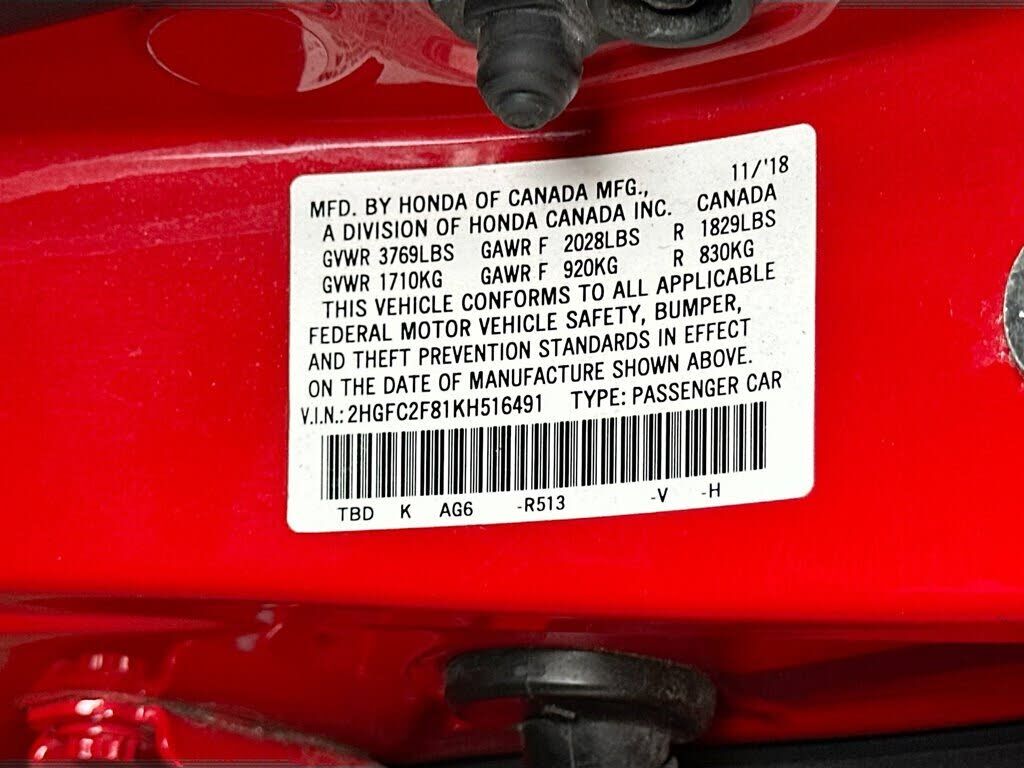 11/'18
MFD. BY HONDA OF CANADA MFG.,
A DIVISION OF HONDA CANADA INC. CANADA
GVWR 3769LBS GAWR F 2028LBS R 1829LBS
GVWR 1710KG GAWR F 920KG R 830KG
THIS VEHICLE CONFORMS TO ALL APPLICABLE
FEDERAL MOTOR VEHICLE SAFETY, BUMPER,
AND THEFT PREVENTION STANDARDS IN EFFECT
ON THE DATE OF MANUFACTURE SHOWN ABOVE.
V.I.N.: 2HGFC2F81KH516491 TYPE: PASSENGER CAR
TBD K AG6 -R513 -V -H